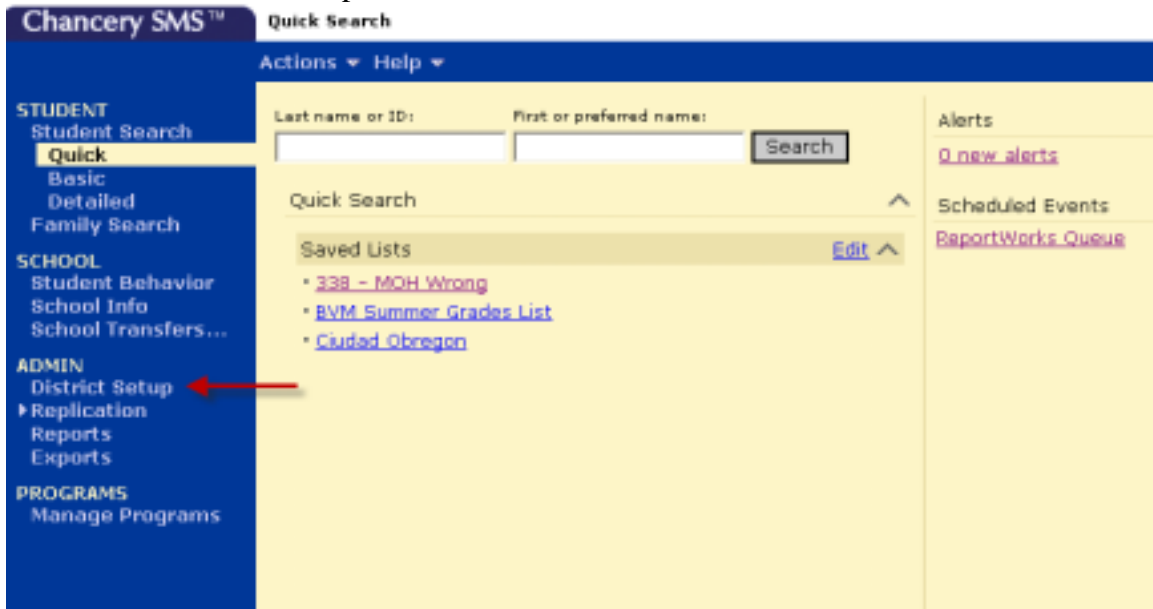 Chancery SMS™
Quick Search
Actions Help
STUDENT
Student Search
Quick
Basic
Detailed
Family Search
SCHOOL
Student Behavior
School Info
School Transfers...
ADMIN
District Setup
Replication
Reports
Exports
PROGRAMS
Manage Programs
Last name or ID: First or preferred name:
Search
Quick Search
Saved Lists Edit
338 - MOH Wrong
BVM Summer Grades List
Ciudad Obregon
Alerts
0 new alerts
Scheduled Events
ReportWorks Queue